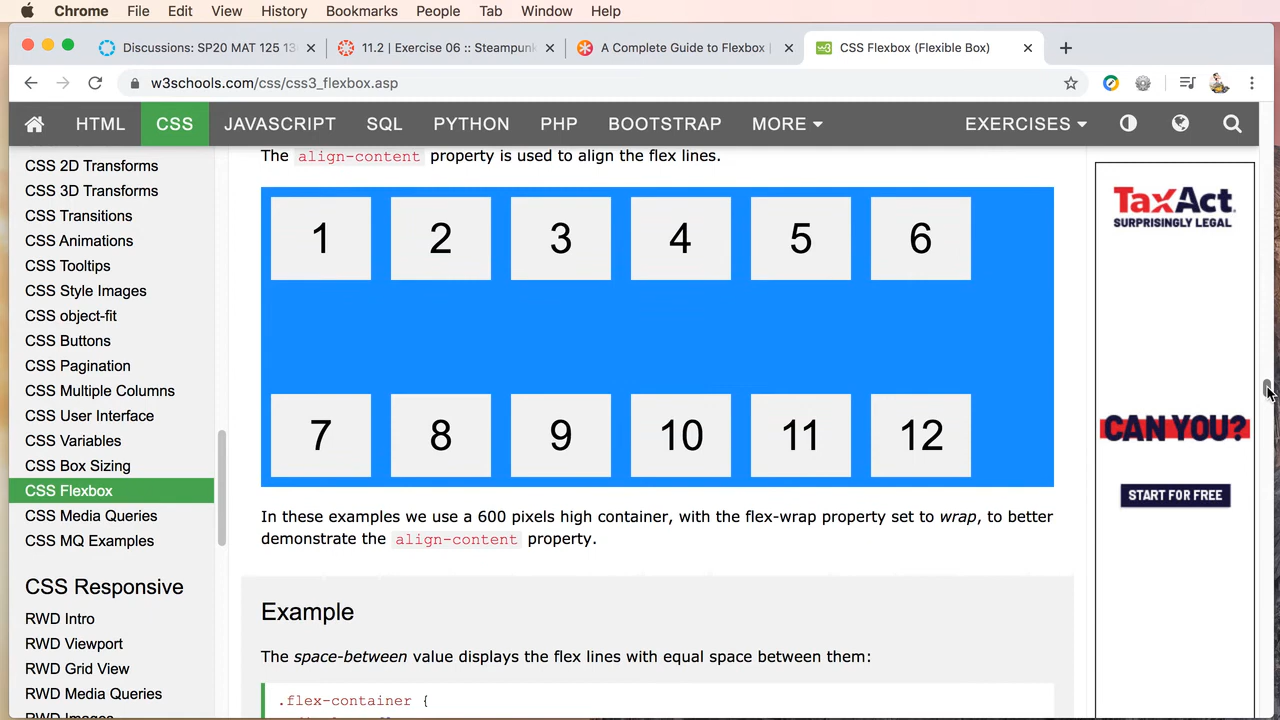 Chrome File Edit View History Bookmarks People Tab Window Help
Discussions: SP20 MAT 125 13
11.2 | Exercise 06 :: Steampunk
A Complete Guide to Flexbox |
CSS Flexbox (Flexible Box)
w3schools.com/css/css3_flexbox.asp
HTML CSS JAVASCRIPT SQL PYTHON PHP BOOTSTRAP MORE EXERCISES
CSS 2D Transforms
CSS 3D Transforms
CSS Transitions
CSS Animations
CSS Tooltips
CSS Style Images
CSS object-fit
CSS Buttons
CSS Pagination
CSS Multiple Columns
CSS User Interface
CSS Variables
CSS Box Sizing
CSS Flexbox
CSS Media Queries
CSS MQ Examples
CSS Responsive
RWD Intro
RWD Viewport
RWD Grid View
RWD Media Queries
RWD Images
The align-content property is used to align the flex lines.
1 2 3 4 5 6
7 8 9 10 11 12
In these examples we use a 600 pixels high container, with the flex-wrap property set to wrap, to better
demonstrate the align-content property.
Example
The space-between value displays the flex lines with equal space between them:
.flex-container {
TaxAct.
SURPRISINGLY LEGAL
CAN YOU?
START FOR FREE